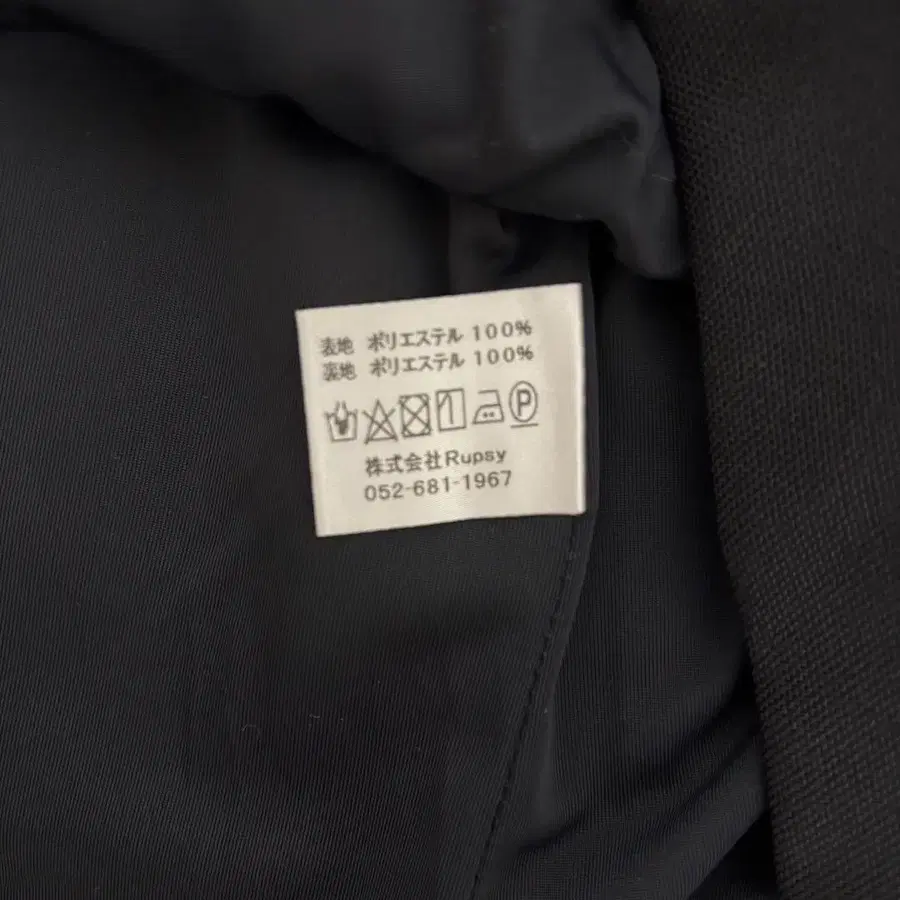 表地 ポリエステル 100%
裏地 ポリエステル 100%
P
株式会社Rupsy
052-681-1967